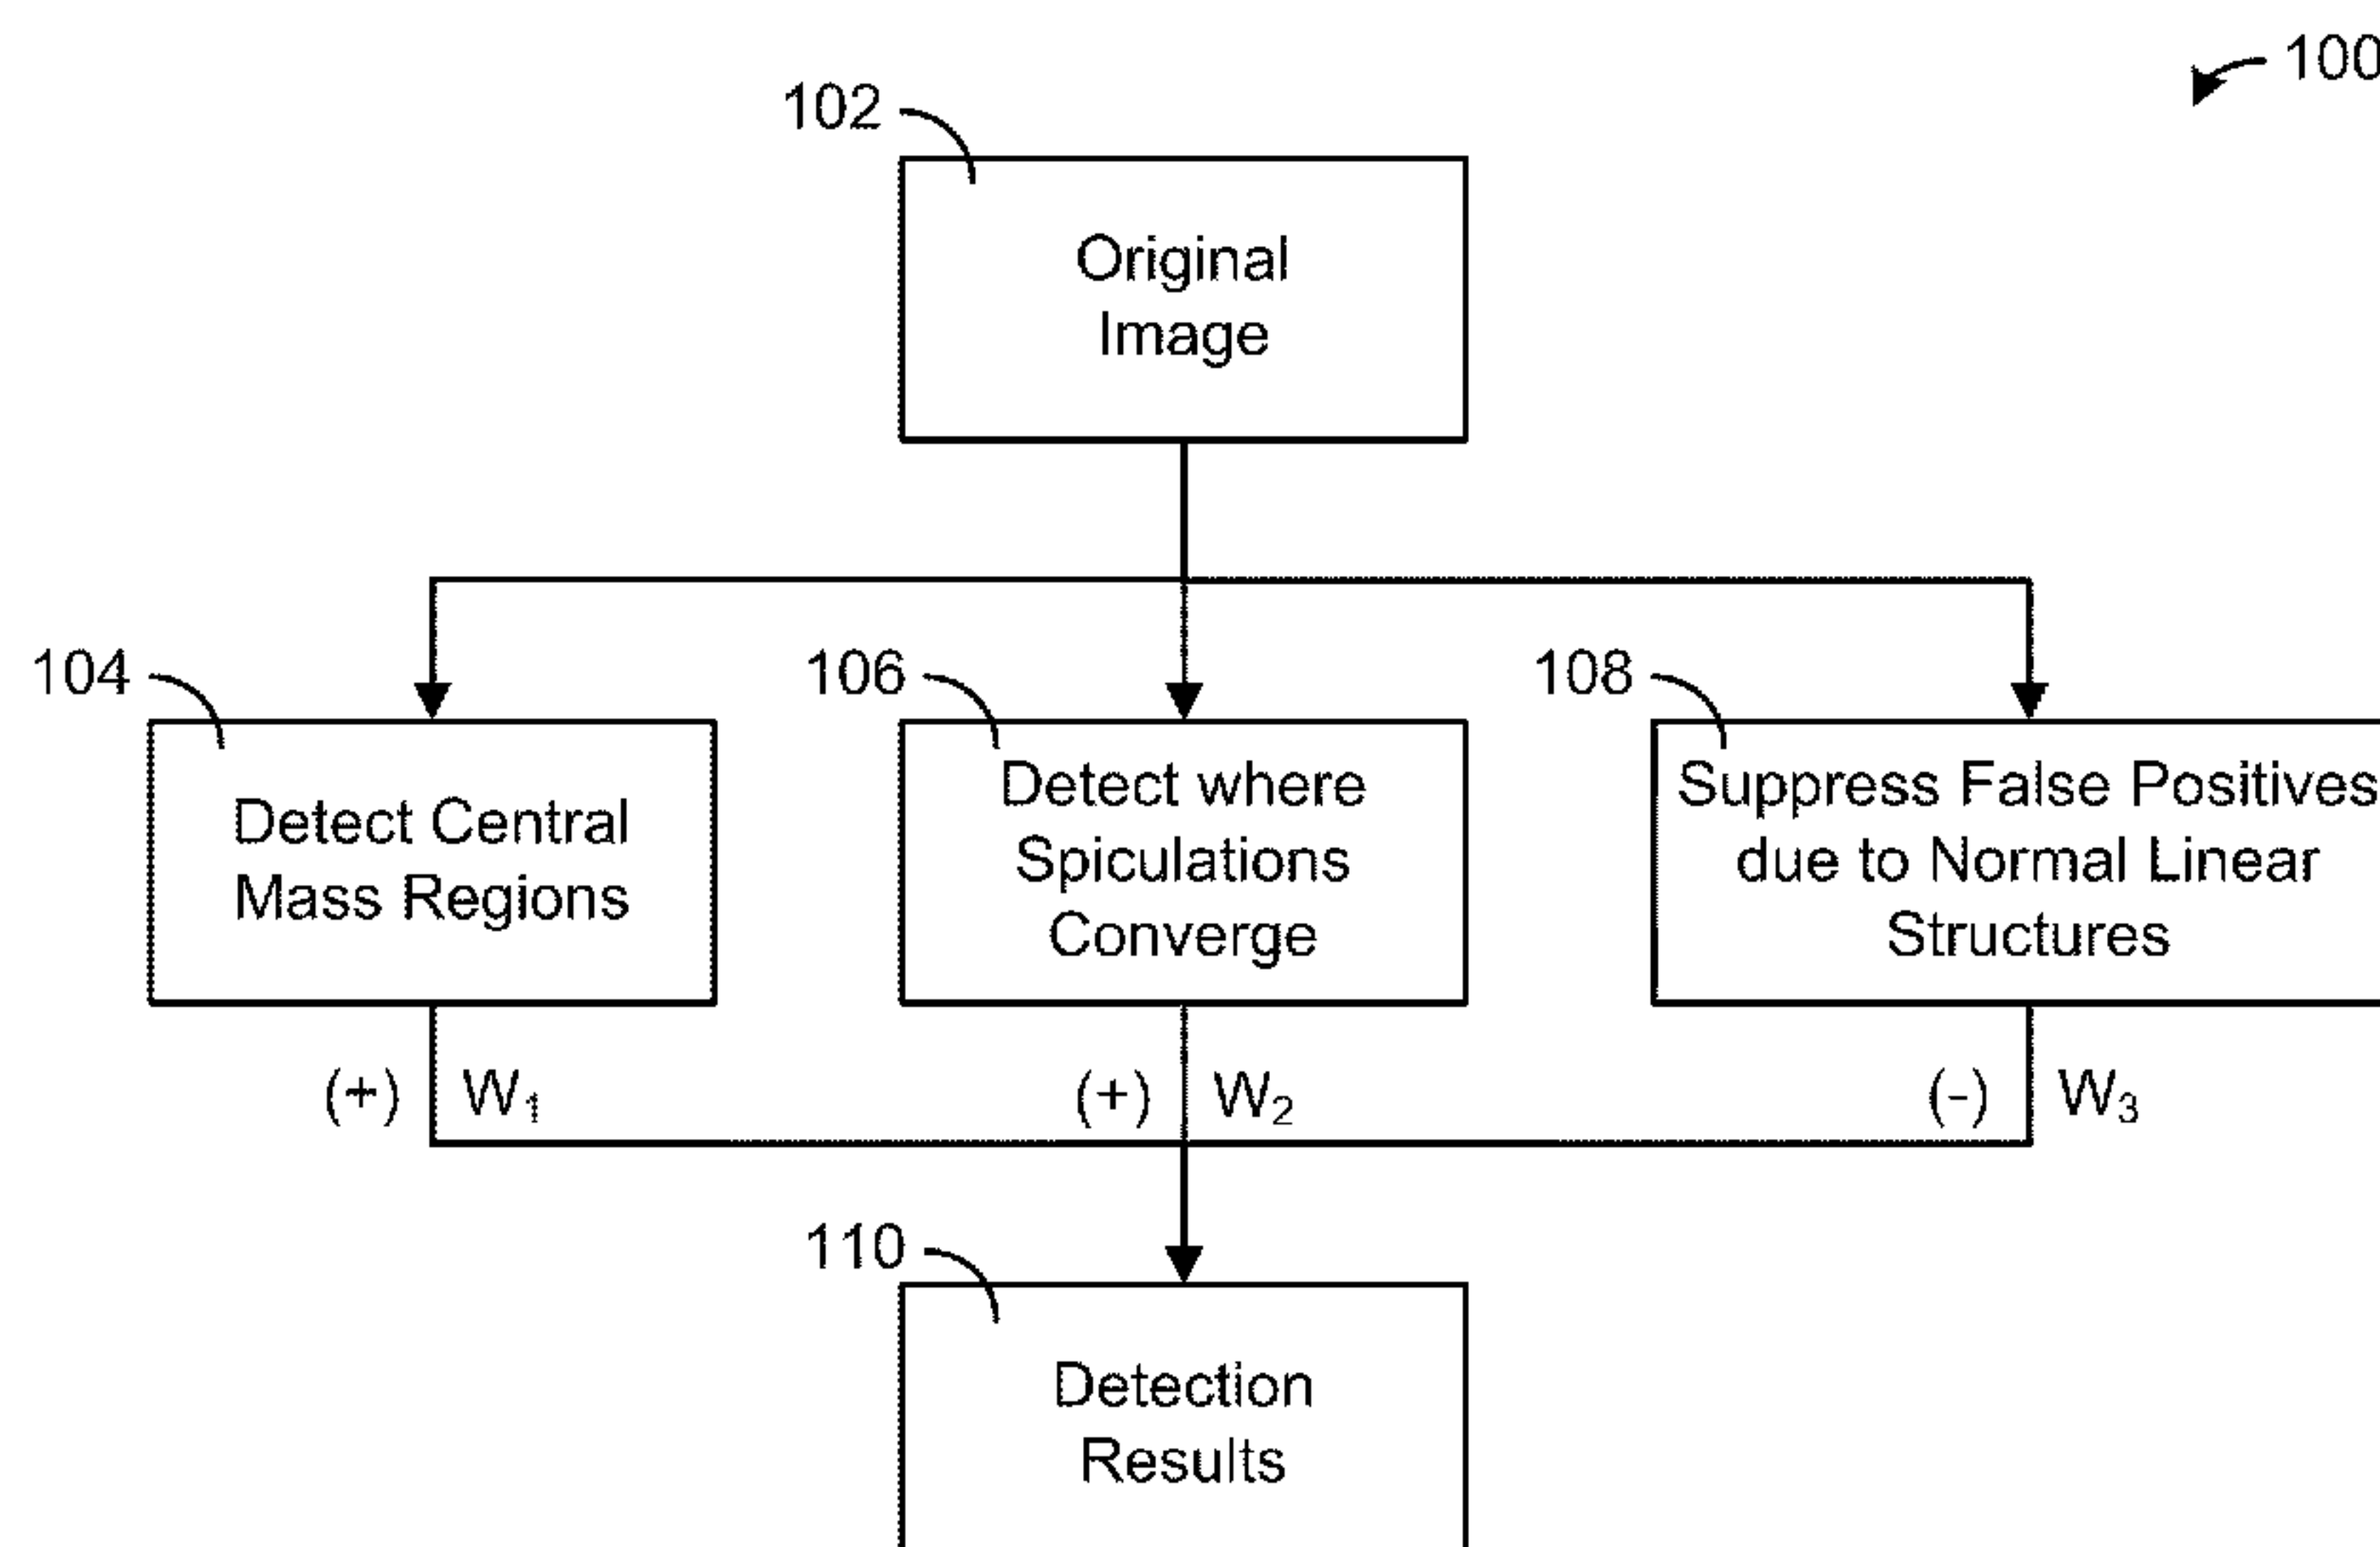 100
102
Original
Image
104
106
108
Detect Central
Mass Regions
Detect where
Spiculations
Converge
Suppress False Positives
due to Normal Linear
Structures
(+) W₁
(+) W₂
(-) W₃
110
Detection
Results